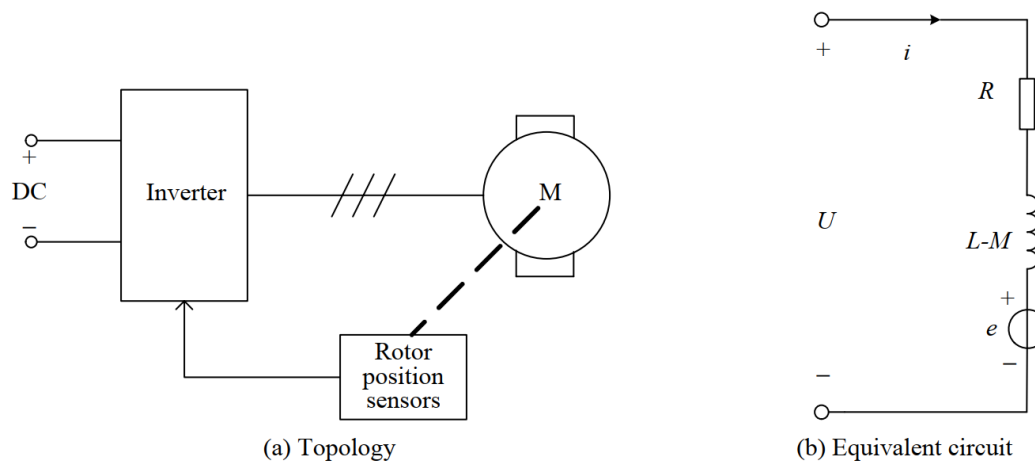 +
DC
−
Inverter
M
Rotor
position
sensors
(a) Topology
+
i
R
U
L-M
+
e
−
−
(b) Equivalent circuit